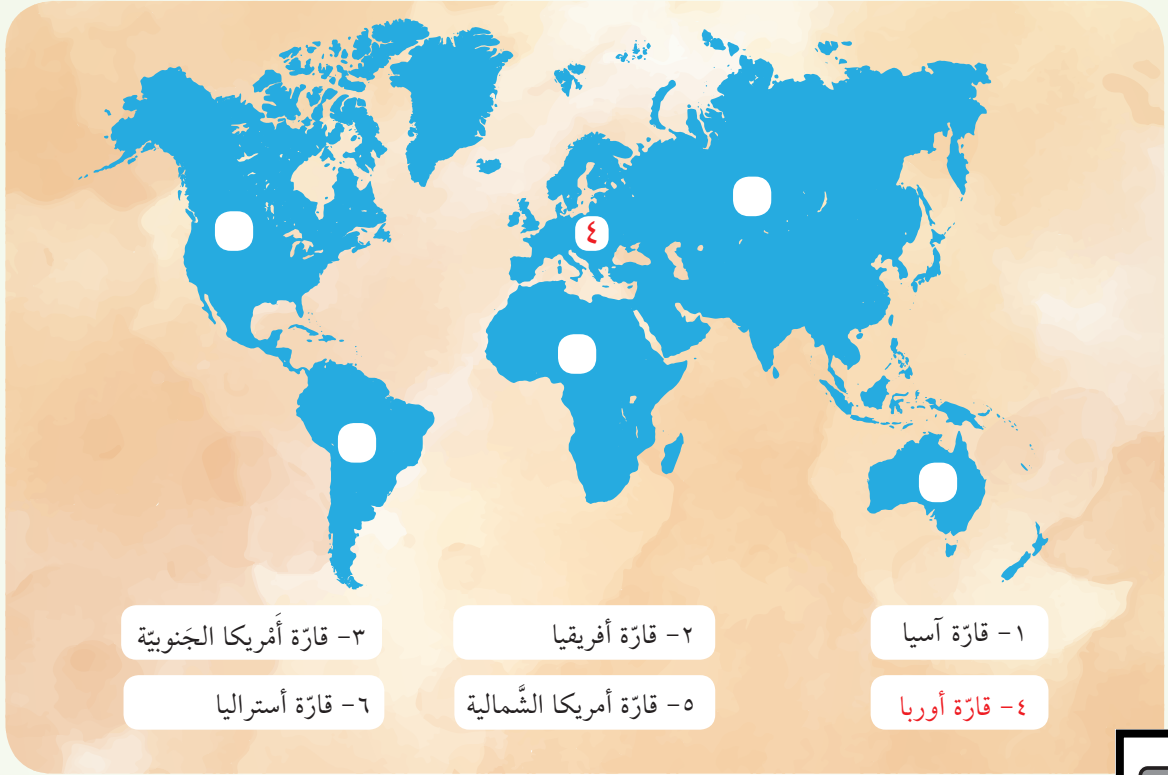 ٤
١- قارّة آسيا
٢- قارّة أفريقيا
٣- قارّة أَمْريكا الجَنوبيّة
٤- قارّة أوربا
٥- قارّة أمريكا الشَّمالية
٦- قارّة أستراليا